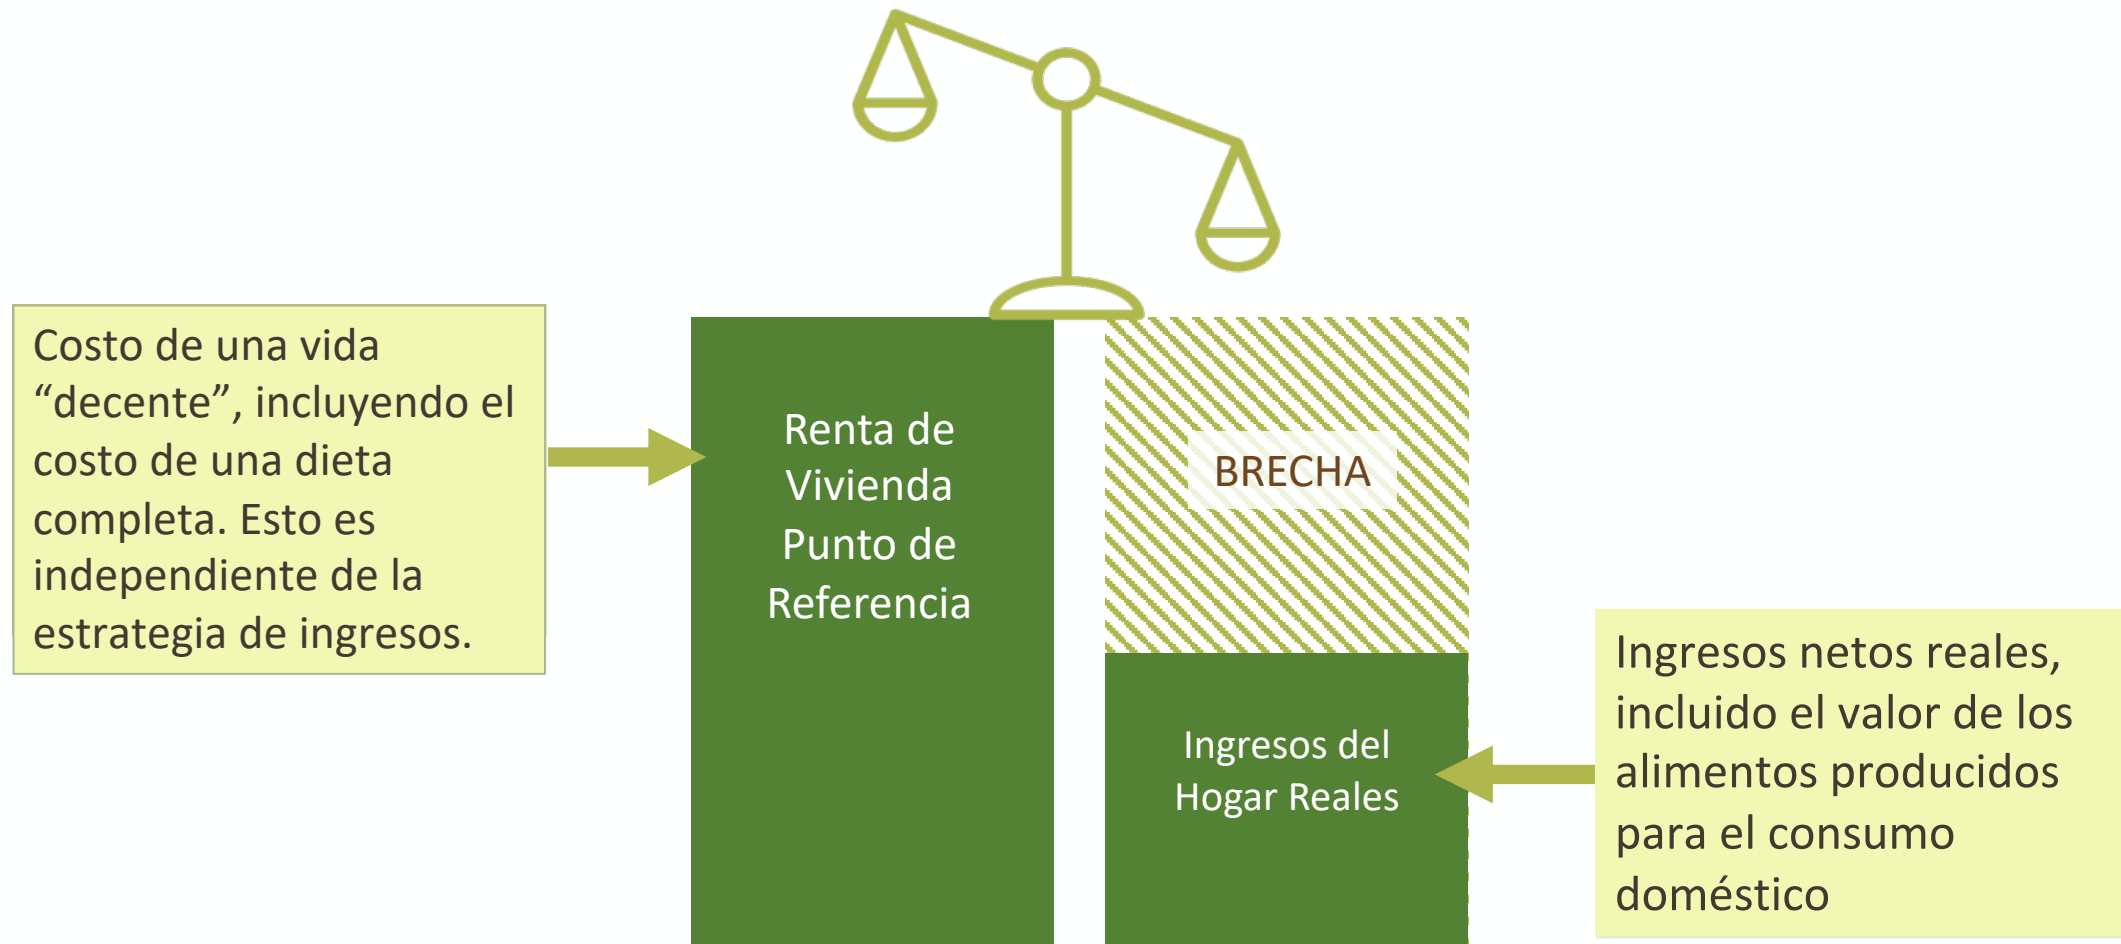 Costo de una vida
“decente”, incluyendo el
costo de una dieta
completa. Esto es
independiente de la
estrategia de ingresos.
Renta de
Vivienda
Punto de
Referencia
BRECHA
Ingresos del
Hogar Reales
Ingresos netos reales,
incluido el valor de los
alimentos producidos
para el consumo
doméstico